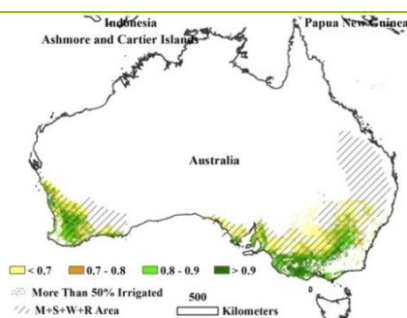 Indonesia Papua New Guinea
Ashmore and Cartier Islands
Australia
< 0.7 0.7 - 0.8 0.8 - 0.9 > 0.9
More Than 50% Irrigated 500
M+S+W+R Area Kilometers